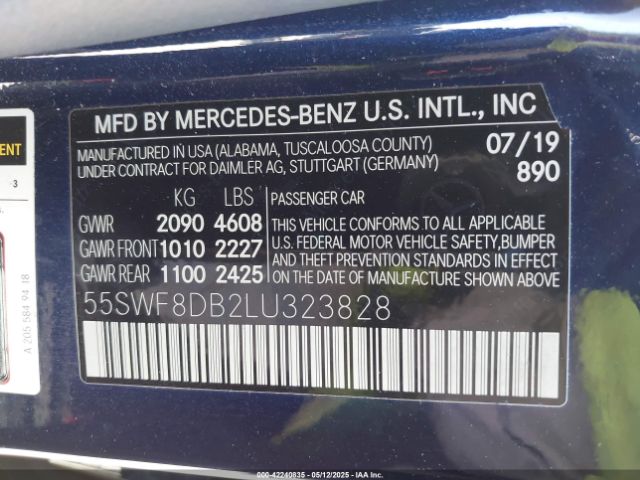 MFD BY MERCEDES-BENZ U.S. INTL., INC
MANUFACTURED IN USA (ALABAMA, TUSCALOOSA COUNTY) 07/19
UNDER CONTRACT FOR DAIMLER AG, STUTTGART (GERMANY) 890
KG LBS PASSENGER CAR
GVWR 2090 4608
GAWR FRONT 1010 2227
GAWR REAR 1100 2425
THIS VEHICLE CONFORMS TO ALL APPLICABLE
U.S. FEDERAL MOTOR VEHICLE SAFETY, BUMPER
AND THEFT PREVENTION STANDARDS IN EFFECT
ON THE DATE OF MANUFACTURE SHOWN ABOVE.
55SWF8DB2LU323828
3
A 205 584 94 18
000-42240835 - 05/12/2025 - IAAI.COM